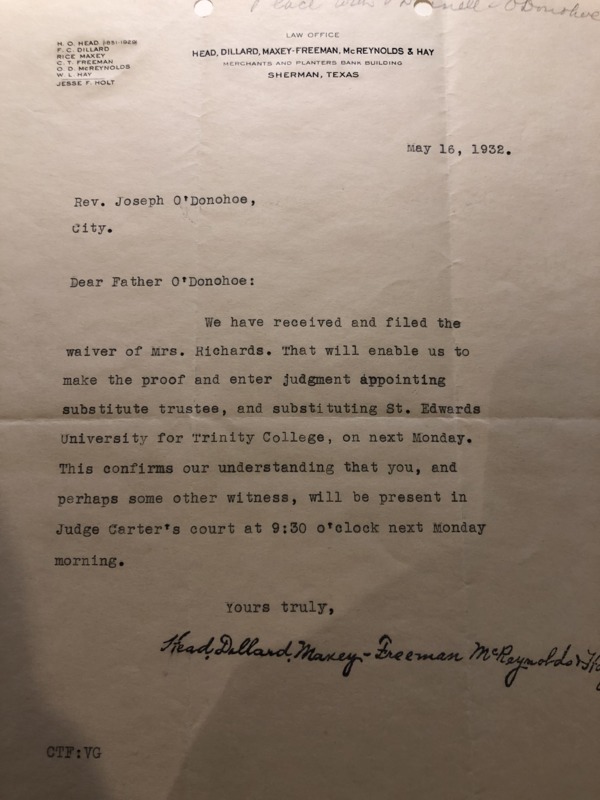 Peace with O'Donohoe
LAW OFFICE
H. O. HEAD 1851-1928
F. C. DILLARD
RICE MAXEY
C. T. FREEMAN
O. D. McREYNOLDS
W. L. HAY
JESSE F. HOLT
HEAD, DILLARD, MAXEY-FREEMAN, McREYNOLDS & HAY
MERCHANTS AND PLANTERS BANK BUILDING
SHERMAN, TEXAS
May 16, 1932.
Rev. Joseph O'Donohoe,
City.
Dear Father O'Donohoe:
We have received and filed the
waiver of Mrs. Richards. That will enable us to
make the proof and enter judgment appointing
substitute trustee, and substituting St. Edwards
University for Trinity College, on next Monday.
This confirms our understanding that you, and
perhaps some other witness, will be present in
Judge Carter's court at 9:30 o'clock next Monday
morning.
Yours truly,
Head, Dillard, Maxey-Freeman McReynolds & Hay
CTF:VG